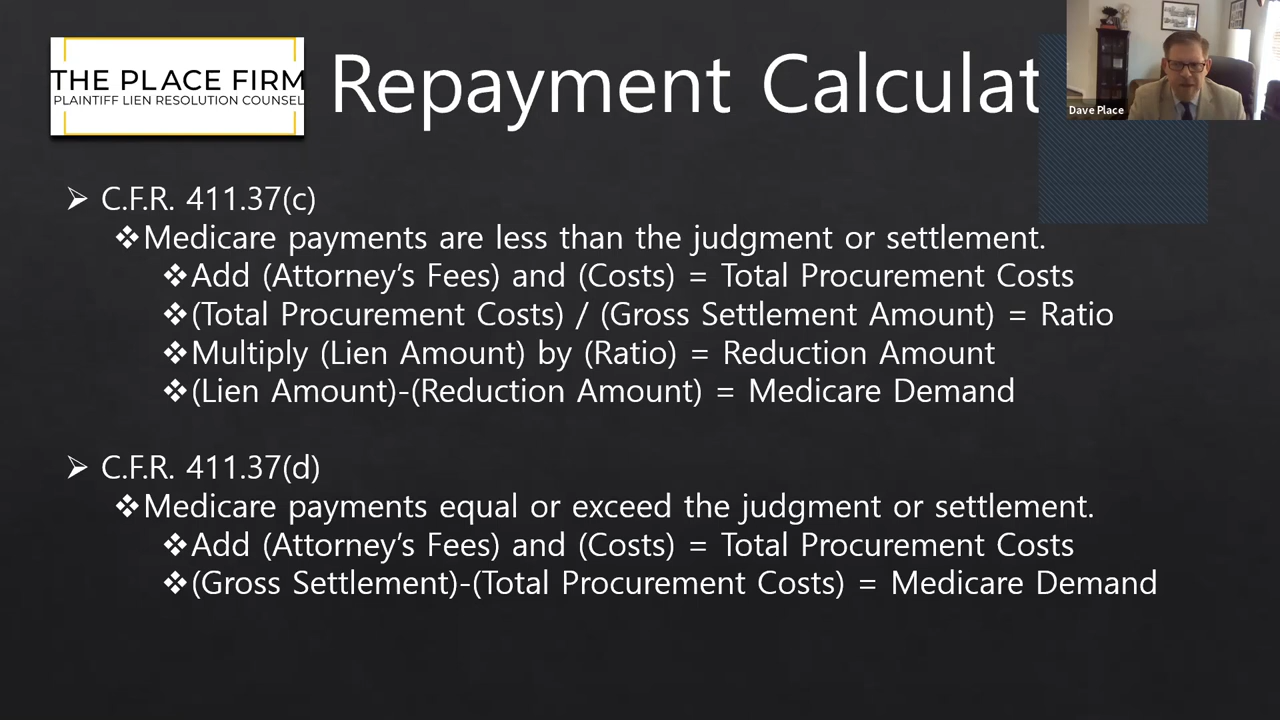 THE PLACE FIRM
PLAINTIFF LIEN RESOLUTION COUNSEL
Repayment Calculat
Dave Place
C.F.R. 411.37(c)
Medicare payments are less than the judgment or settlement.
Add (Attorney’s Fees) and (Costs) = Total Procurement Costs
(Total Procurement Costs) / (Gross Settlement Amount) = Ratio
Multiply (Lien Amount) by (Ratio) = Reduction Amount
(Lien Amount)-(Reduction Amount) = Medicare Demand
C.F.R. 411.37(d)
Medicare payments equal or exceed the judgment or settlement.
Add (Attorney’s Fees) and (Costs) = Total Procurement Costs
(Gross Settlement)-(Total Procurement Costs) = Medicare Demand